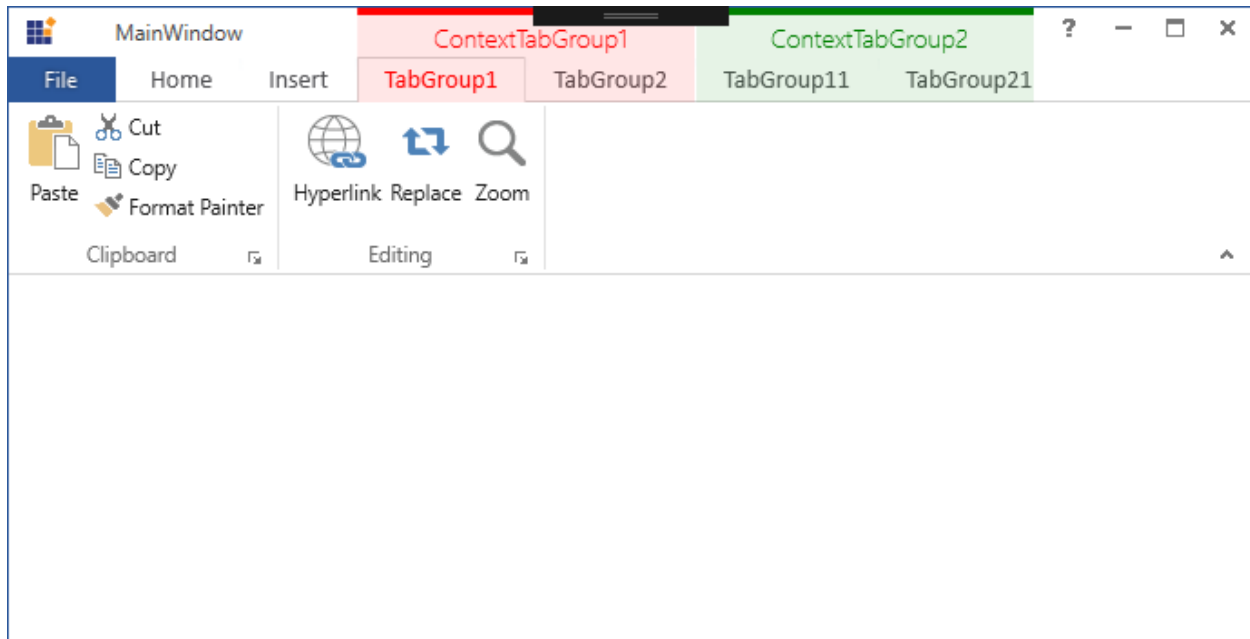 MainWindow
ContextTabGroup1
ContextTabGroup2
?
File
Home
Insert
TabGroup1
TabGroup2
TabGroup11
TabGroup21
Cut
Copy
Format Painter
Paste
Clipboard
Hyperlink
Replace
Zoom
Editing